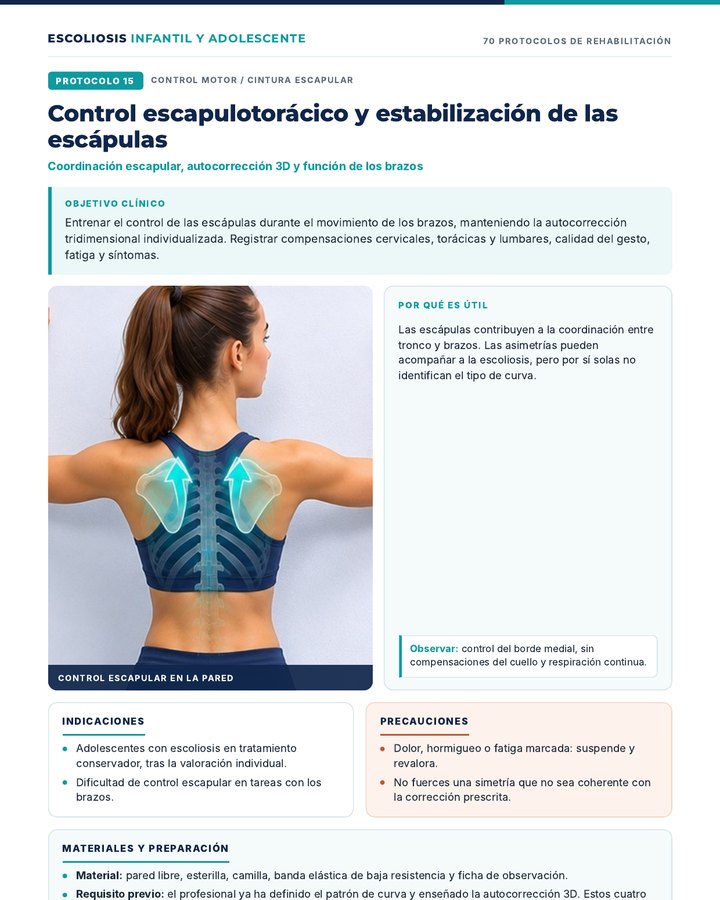 ESCOLIOSIS INFANTIL Y ADOLESCENTE
70 PROTOCOLOS DE REHABILITACIÓN
PROTOCOLO 15
CONTROL MOTOR / CINTURA ESCAPULAR
Control escapulotorácico y estabilización de las
escápulas
Coordinación escapular, autocorrección 3D y función de los brazos
OBJETIVO CLÍNICO
Entrenar el control de las escápulas durante el movimiento de los brazos, manteniendo la autocorrección
tridimensional individualizada. Registrar compensaciones cervicales, torácicas y lumbares, calidad del gesto,
fatiga y síntomas.
CONTROL ESCAPULAR EN LA PARED
POR QUÉ ES ÚTIL
Las escápulas contribuyen a la coordinación entre
tronco y brazos. Las asimetrías pueden
acompañar a la escoliosis, pero por sí solas no
identifican el tipo de curva.
Observar: control del borde medial, sin
compensaciones del cuello y respiración continua.
INDICACIONES
Adolescentes con escoliosis en tratamiento
conservador, tras la valoración individual.
Dificultad de control escapular en tareas con los
brazos.
PRECAUCIONES
Dolor, hormigueo o fatiga marcada: suspende y
revalora.
No fuerces una simetría que no sea coherente con
la corrección prescrita.
MATERIALES Y PREPARACIÓN
Material: pared libre, esterilla, camilla, banda elástica de baja resistencia y ficha de observación.
Requisito previo: el profesional ya ha definido el patrón de curva y enseñado la autocorrección 3D. Estos cuatro